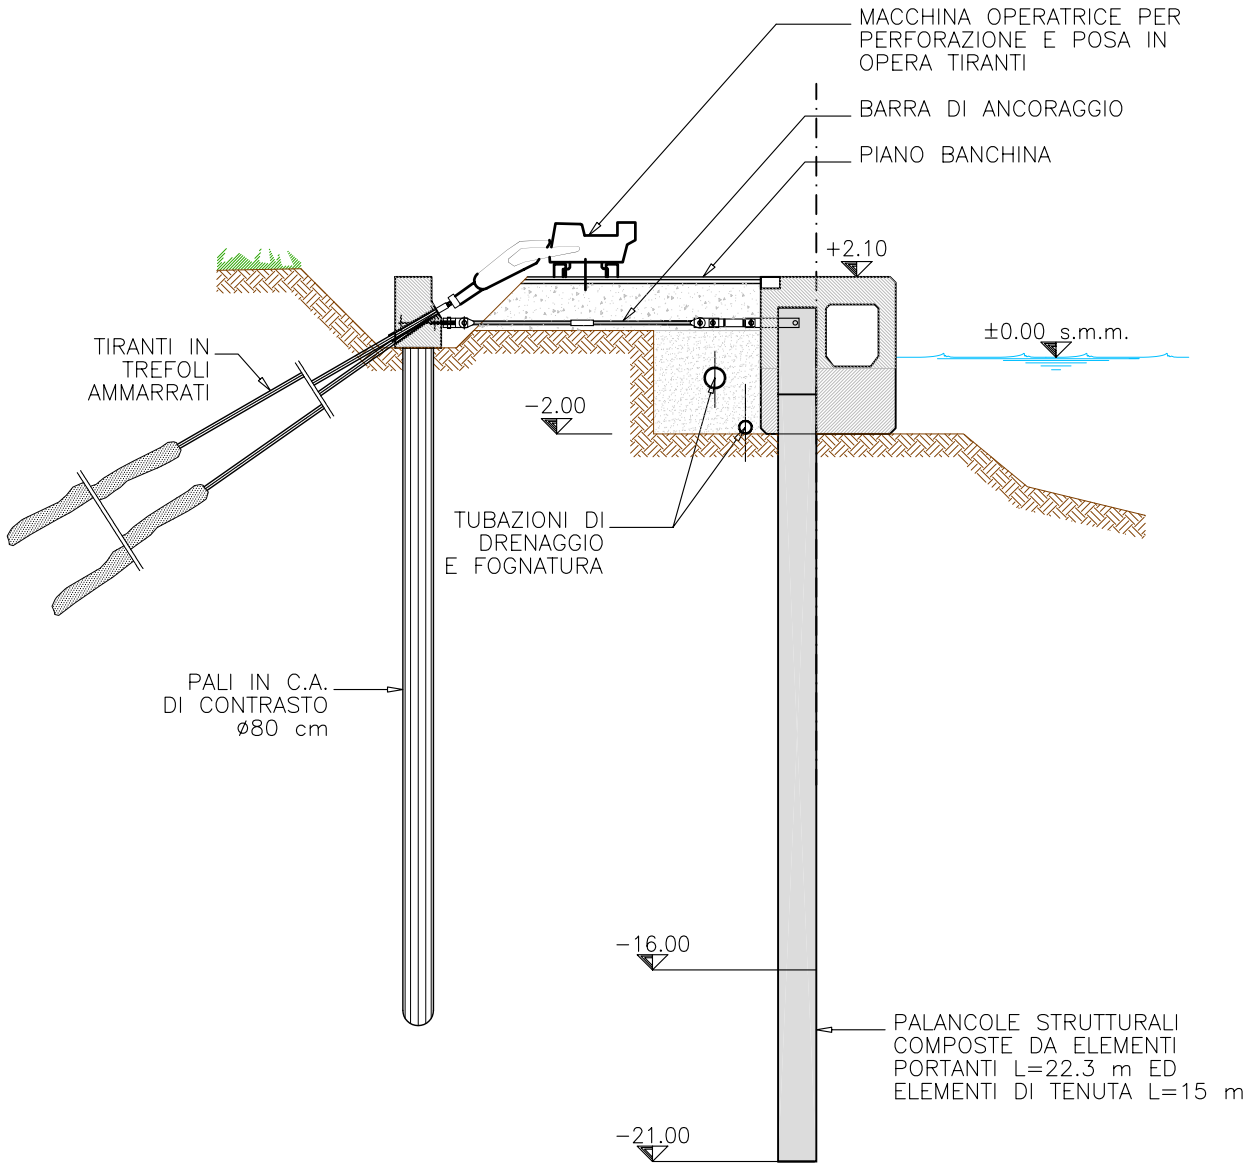 MACCHINA OPERATRICE PER
PERFORAZIONE E POSA IN
OPERA TIRANTI
BARRA DI ANCORAGGIO
PIANO BANCHINA
+2.10
±0.00 s.m.m.
TIRANTI IN
TREFOLI
AMMARRATI
-2.00
TUBAZIONI DI
DRENAGGIO
E FOGNATURA
PALI IN C.A.
DI CONTRASTO
ø80 cm
-16.00
PALANCOLE STRUTTURALI
COMPOSTE DA ELEMENTI
PORTANTI L=22.3 m ED
ELEMENTI DI TENUTA L=15 m
-21.00